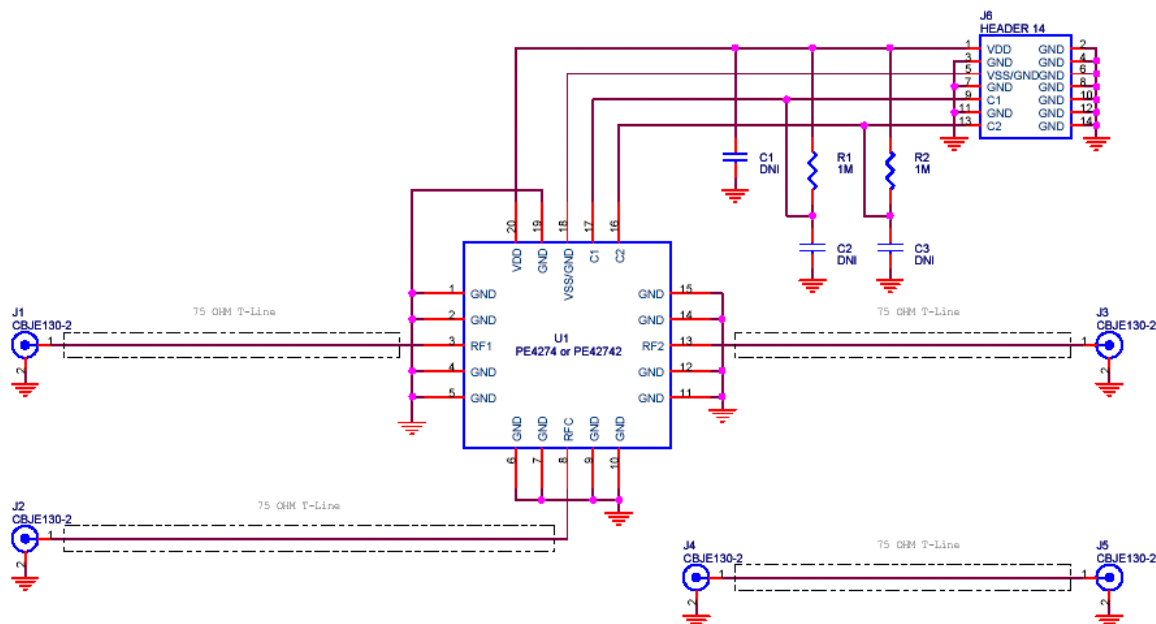 J6
HEADER 14
1 VDD GND 2
3 GND GND 4
5 VSS/GND GND 6
7 GND GND 8
9 C1 GND 10
11 GND GND 12
13 C2 GND 14
C1
DNI
R1
1M
R2
1M
C2
DNI
C3
DNI
20 19 18 17 16
VDD GND VSS/GND C1 C2
1 GND GND 15
2 GND GND 14
3 RF1 RF2 13
4 GND GND 12
5 GND GND 11
U1
PE4274 or PE42742
GND GND RFC GND GND
6 7 8 9 10
J1
CBJE130-2
1
2
75 OHM T-Line
75 OHM T-Line
J3
CBJE130-2
1
2
J2
CBJE130-2
1
2
75 OHM T-Line
J4
CBJE130-2
1
2
75 OHM T-Line
J5
CBJE130-2
1
2